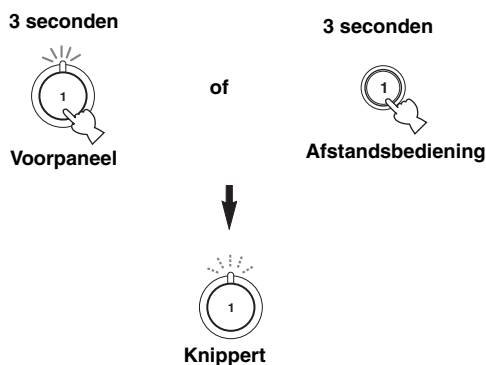 3 seconden
3 seconden
1
of
1
Voorpaneel
Afstandsbediening
1
Knippert